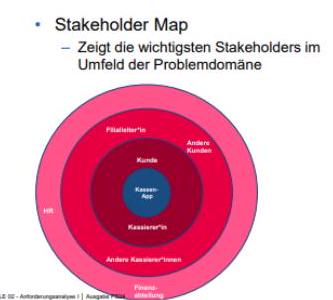 • Stakeholder Map
– Zeigt die wichtigsten Stakeholders im
Umfeld der Problemdomäne
Filialleiter*in
Andere
Kunden
Kunde
Kassen-
App
HR
Kassierer*in
Andere Kassierer*innen
Finanz-
abteilung
LE 02 - Anforderungsanalyse I | Ausgabe